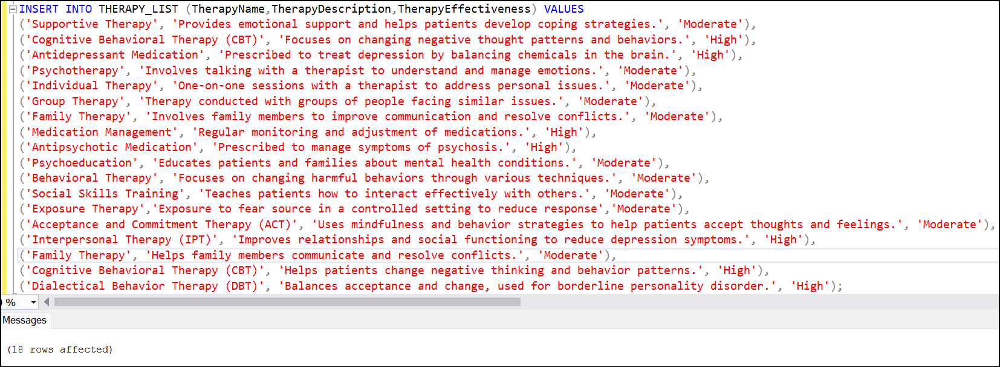 INSERT INTO THERAPY_LIST (TherapyName,TherapyDescription,TherapyEffectiveness) VALUES
('Supportive Therapy', 'Provides emotional support and helps patients develop coping strategies.', 'Moderate'),
('Cognitive Behavioral Therapy (CBT)', 'Focuses on changing negative thought patterns and behaviors.', 'High'),
('Antidepressant Medication', 'Prescribed to treat depression by balancing chemicals in the brain.', 'High'),
('Psychotherapy', 'Involves talking with a therapist to understand and manage emotions.', 'Moderate'),
('Individual Therapy', 'One-on-one sessions with a therapist to address personal issues.', 'Moderate'),
('Group Therapy', 'Therapy conducted with groups of people facing similar issues.', 'Moderate'),
('Family Therapy', 'Involves family members to improve communication and resolve conflicts.', 'Moderate'),
('Medication Management', 'Regular monitoring and adjustment of medications.', 'High'),
('Antipsychotic Medication', 'Prescribed to manage symptoms of psychosis.', 'High'),
('Psychoeducation', 'Educates patients and families about mental health conditions.', 'Moderate'),
('Behavioral Therapy', 'Focuses on changing harmful behaviors through various techniques.', 'Moderate'),
('Social Skills Training', 'Teaches patients how to interact effectively with others.', 'Moderate'),
('Exposure Therapy','Exposure to fear source in a controlled setting to reduce response','Moderate'),
('Acceptance and Commitment Therapy (ACT)', 'Uses mindfulness and behavior strategies to help patients accept thoughts and feelings.', 'Moderate'),
('Interpersonal Therapy (IPT)', 'Improves relationships and social functioning to reduce depression symptoms.', 'High'),
('Family Therapy', 'Helps family members communicate and resolve conflicts.', 'Moderate'),
('Cognitive Behavioral Therapy (CBT)', 'Helps patients change negative thinking and behavior patterns.', 'High'),
('Dialectical Behavior Therapy (DBT)', 'Balances acceptance and change, used for borderline personality disorder.', 'High');
%
Messages
(18 rows affected)